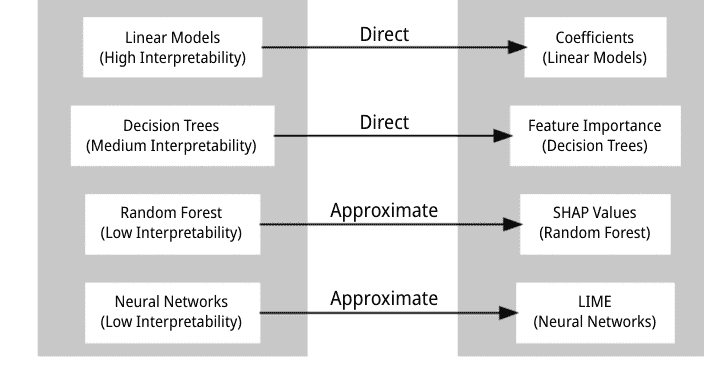 Linear Models
(High Interpretability)
Direct
Coefficients
(Linear Models)
Decision Trees
(Medium Interpretability)
Direct
Feature Importance
(Decision Trees)
Random Forest
(Low Interpretability)
Approximate
SHAP Values
(Random Forest)
Neural Networks
(Low Interpretability)
Approximate
LIME
(Neural Networks)